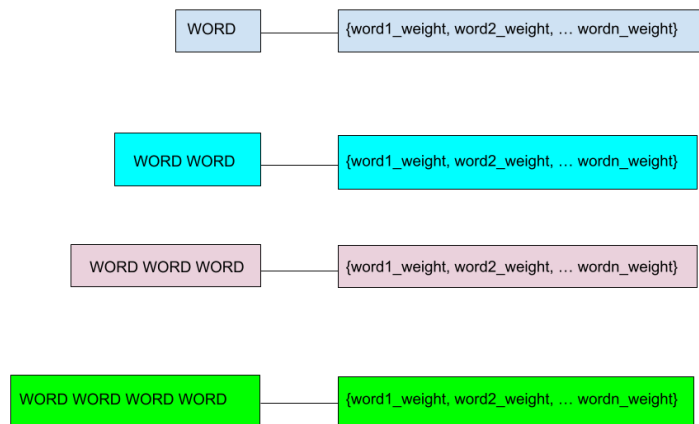 WORD {word1_weight, word2_weight, … wordn_weight}
WORD WORD {word1_weight, word2_weight, … wordn_weight}
WORD WORD WORD {word1_weight, word2_weight, … wordn_weight}
WORD WORD WORD WORD {word1_weight, word2_weight, … wordn_weight}